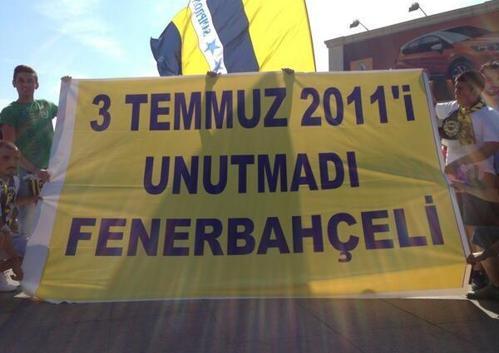 3 TEMMUZ 2011'i
UNUTMADI
FENERBAHÇELİ